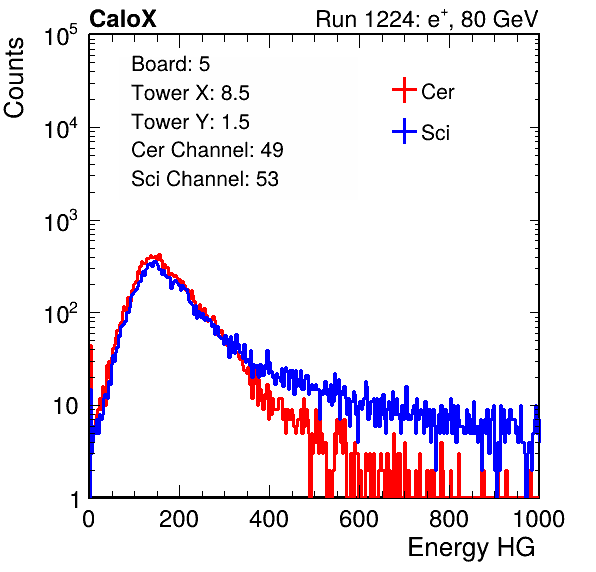 CaloX Run 1224: e⁺, 80 GeV
Board: 5
Tower X: 8.5
Tower Y: 1.5
Cer Channel: 49
Sci Channel: 53
Cer
Sci
Counts
10⁵
10⁴
10³
10²
10
1
0 200 400 600 800 1000
Energy HG